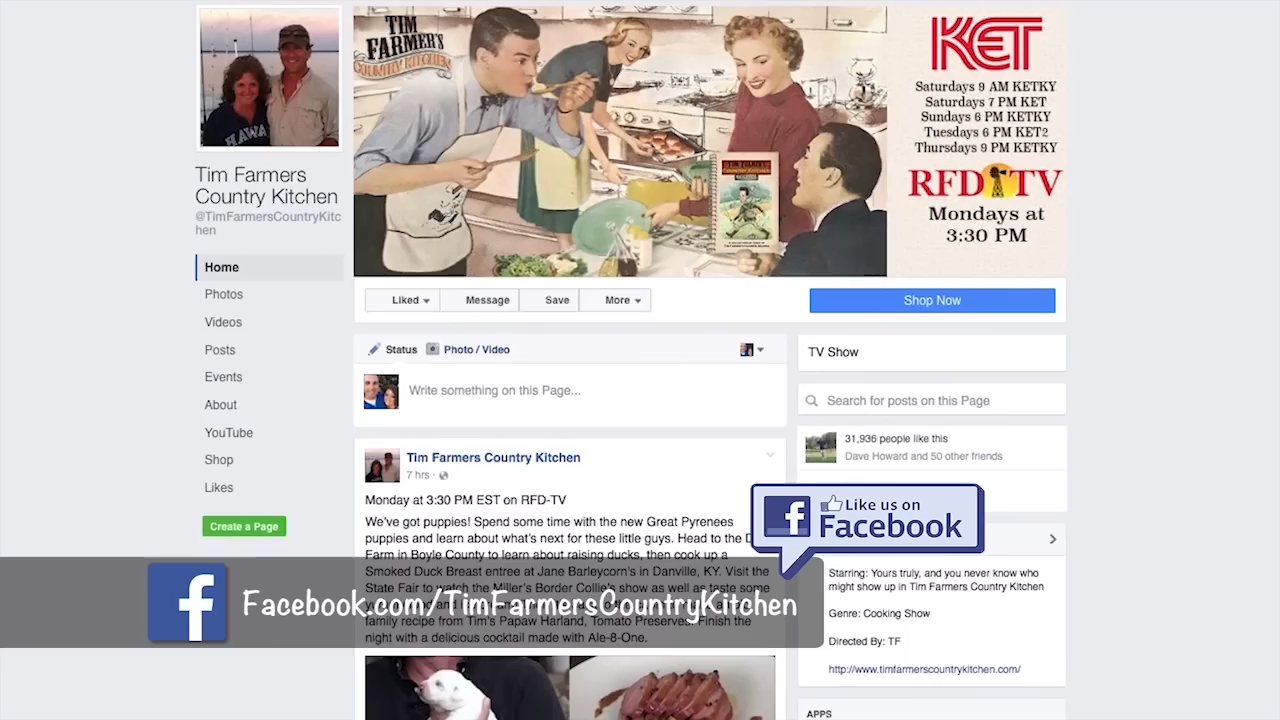 HAWA
Tim Farmers
Country Kitchen
@TimFarmersCountryKitc
hen
Home
Photos
Videos
Posts
Events
About
YouTube
Shop
Likes
Create a Page
TIM
FARMER'S
COUNTRY KITCHEN
TIM FARMER'S
Country Kitchen
KET
Saturdays 9 AM KETKY
Saturdays 7 PM KET
Sundays 6 PM KETKY
Tuesdays 6 PM KET2
Thursdays 9 PM KETKY
RFD TV
Mondays at
3:30 PM
Liked
Message
Save
More
Shop Now
Status
Photo / Video
Write something on this Page...
Tim Farmers Country Kitchen
7 hrs ·
Monday at 3:30 PM EST on RFD-TV
We've got puppies! Spend some time with the new Great Pyrenees
puppies and learn about what's next for these little guys. Head to the D
Farm in Boyle County to learn about raising ducks, then cook up a
Smoked Duck Breast entree at Jane Barleycorn's in Danville, KY. Visit the
State Fair to watch the Miller's Border Collie's show as well as taste some
family recipe from Tim's Papaw Harland, Tomato Preserves. Finish the
night with a delicious cocktail made with Ale-8-One.
TV Show
Search for posts on this Page
31,936 people like this
Dave Howard and 50 other friends
f Like us on
Facebook
Starring: Yours truly, and you never know who
might show up in Tim Farmers Country Kitchen
Genre: Cooking Show
Directed By: TF
http://www.timfarmerscountrykitchen.com/
APPS
f Facebook.com/TimFarmersCountryKitchen